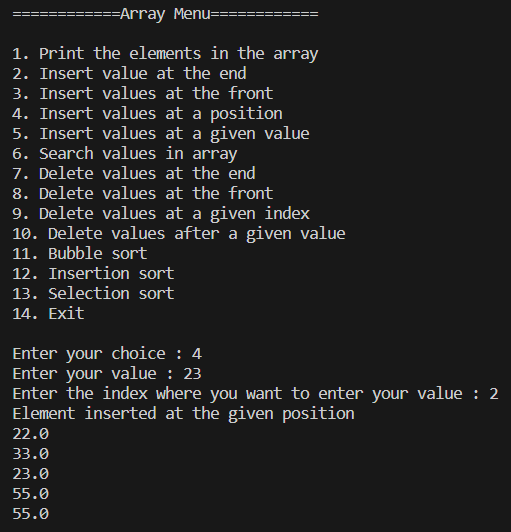 ============Array Menu============
1. Print the elements in the array
2. Insert value at the end
3. Insert values at the front
4. Insert values at a position
5. Insert values at a given value
6. Search values in array
7. Delete values at the end
8. Delete values at the front
9. Delete values at a given index
10. Delete values after a given value
11. Bubble sort
12. Insertion sort
13. Selection sort
14. Exit
Enter your choice : 4
Enter your value : 23
Enter the index where you want to enter your value : 2
Element inserted at the given position
22.0
33.0
23.0
55.0
55.0